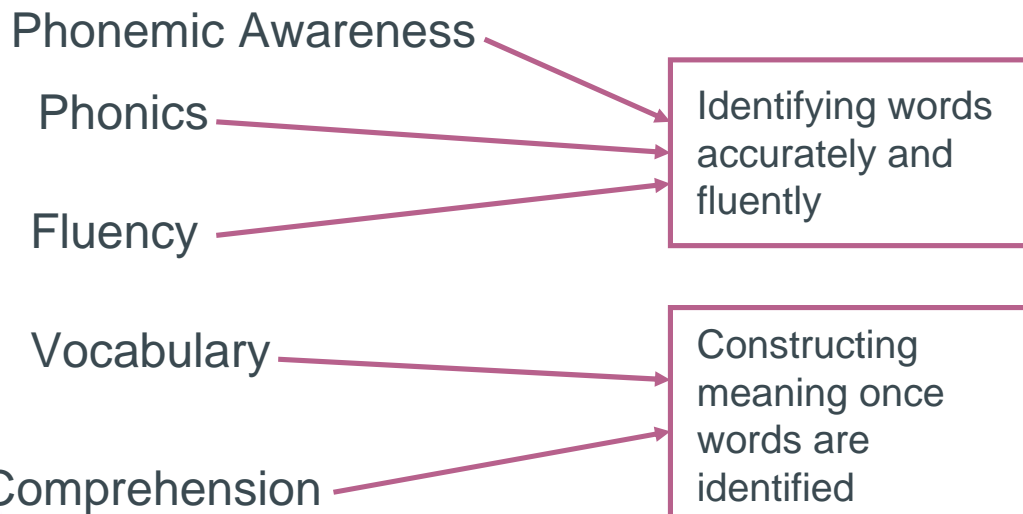 Phonemic Awareness
Phonics
Fluency
Identifying words
accurately and
fluently
Vocabulary
Comprehension
Constructing
meaning once
words are
identified